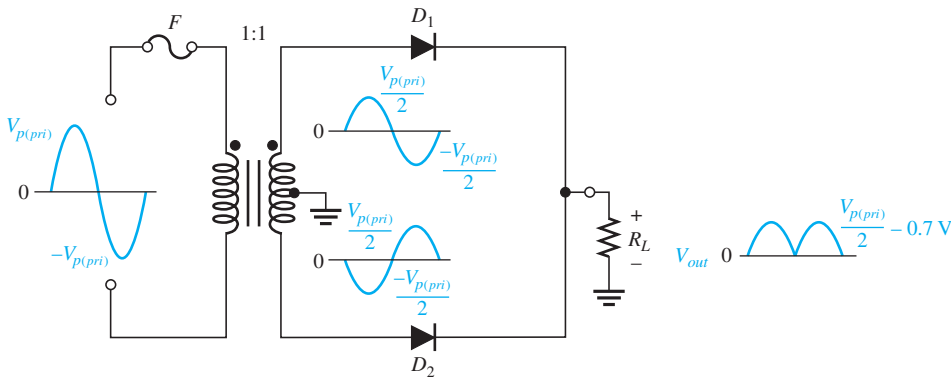 F
1:1
D1
Vp(pri)
Vp(pri)/2
0
−Vp(pri)/2
0
−Vp(pri)
Vp(pri)/2
0
−Vp(pri)/2
D2
+
RL
−
Vout
0
Vp(pri)/2 − 0.7 V